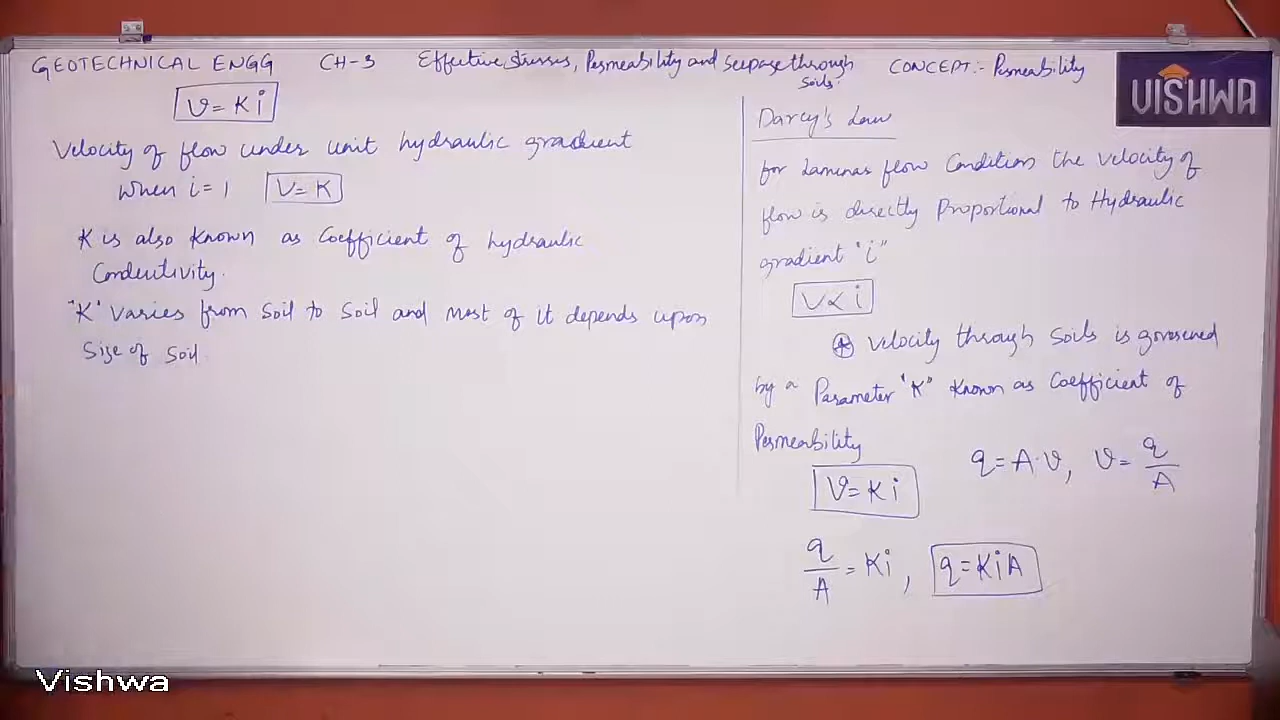 GEOTECHNICAL ENGG CH-3 Effective stresses, Permeability and seepage through soils. CONCEPT:- Permeability
VISHWA
V = Ki
Velocity of flow under unit hydraulic gradient
when i = 1 V = K
K is also known as coefficient of hydraulic
Conductivity.
"K" varies from soil to soil and most of it depends upon
size of soil
Darcy's Law
for Laminar flow Condition the velocity of
flow is directly proportional to Hydraulic
gradient "i"
V ∝ i
Velocity through soils is governed
by a Parameter "K" known as coefficient of
Permeability
V = Ki
q = A·V, V = q/A
q/A = Ki, q = KiA
Vishwa